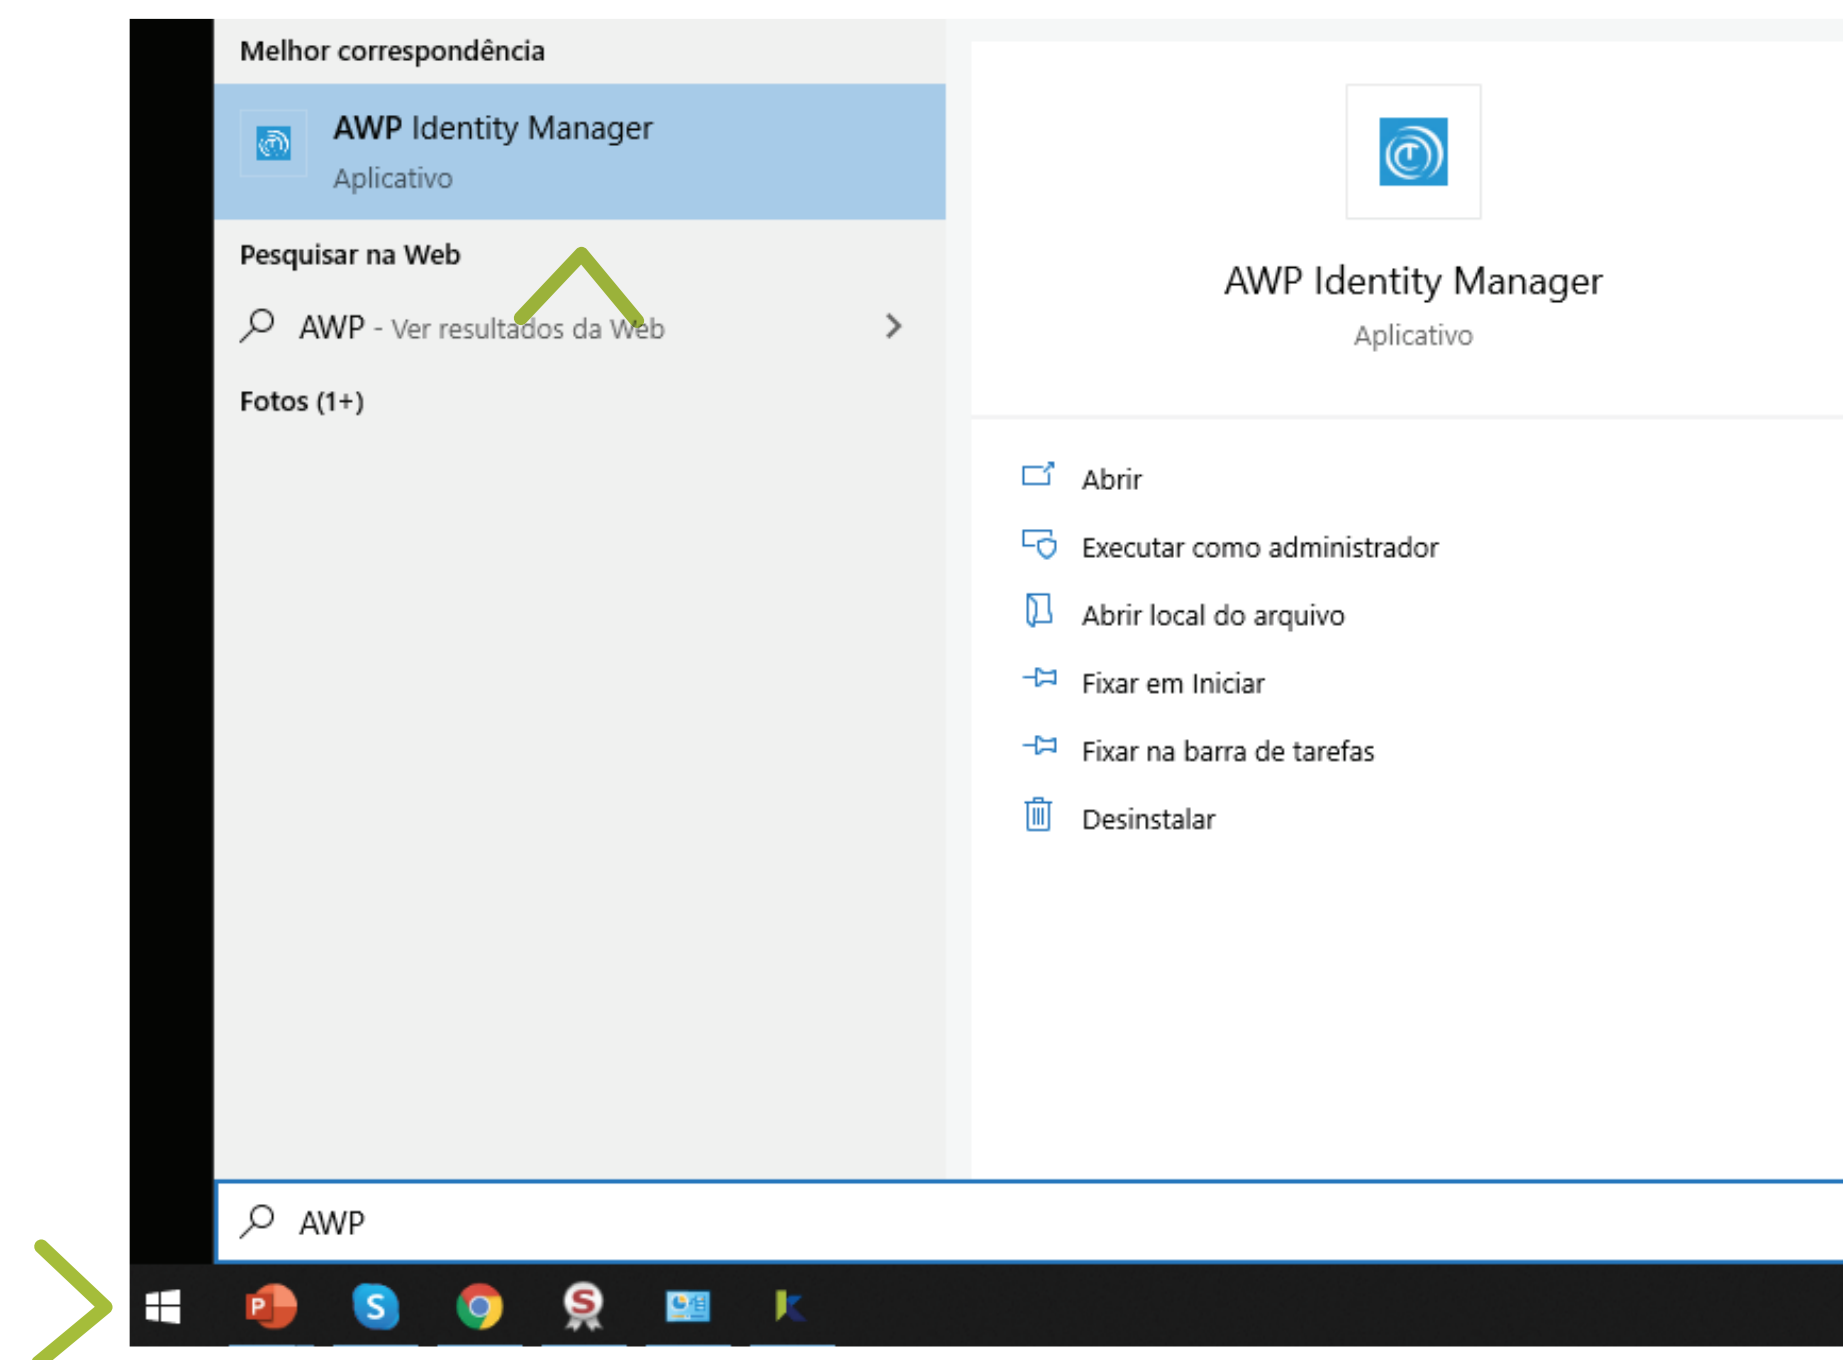 Melhor correspondência
AWP Identity Manager
Aplicativo
Pesquisar na Web
AWP - Ver resultados da Web
Fotos (1+)
AWP Identity Manager
Aplicativo
Abrir
Executar como administrador
Abrir local do arquivo
Fixar em Iniciar
Fixar na barra de tarefas
Desinstalar
AWP